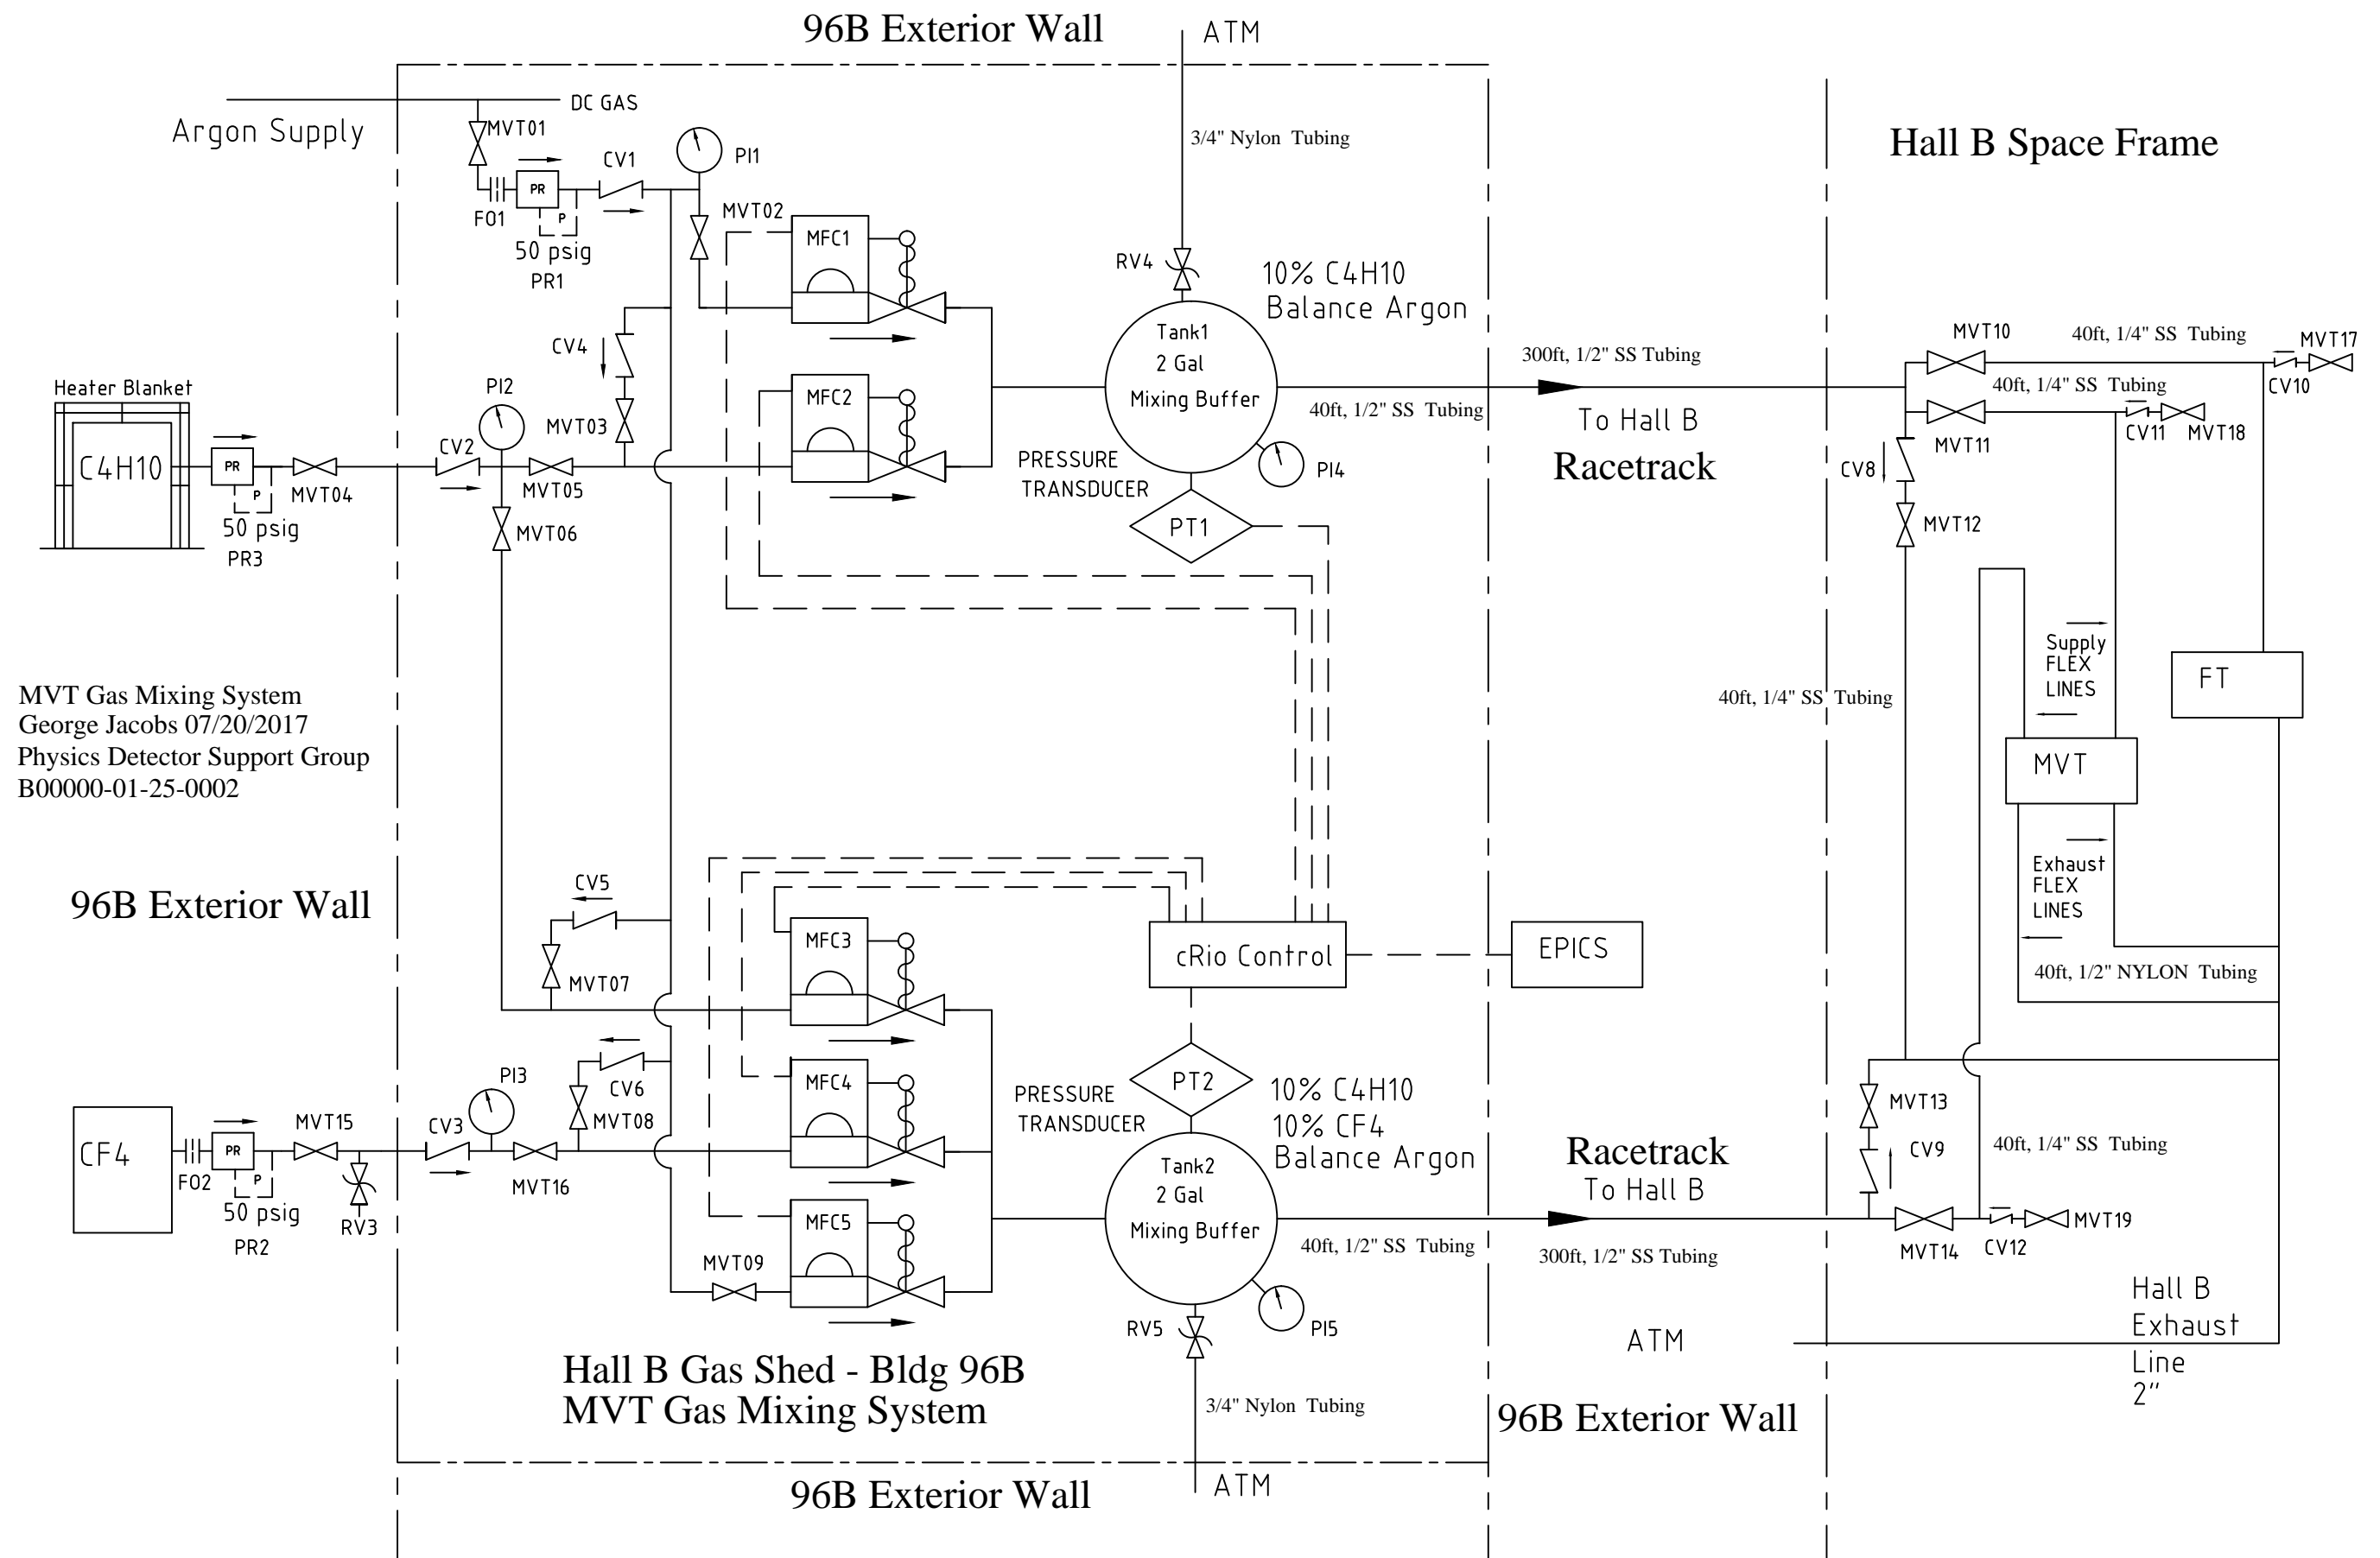 96B Exterior Wall
ATM
DC GAS
Argon Supply
MVT01
CV1
PI1
3/4" Nylon Tubing
Hall B Space Frame
PR
P
FO1
50 psig
PR1
MVT02
MFC1
RV4
10% C4H10
Balance Argon
Tank1
2 Gal
Mixing Buffer
CV4
MFC2
300ft, 1/2" SS Tubing
40ft, 1/2" SS Tubing
To Hall B
Racetrack
MVT10
40ft, 1/4" SS Tubing
MVT17
CV10
40ft, 1/4" SS Tubing
MVT11
CV11
MVT18
CV8
MVT12
Heater Blanket
C4H10
PR
P
50 psig
PR3
MVT04
CV2
PI2
MVT03
MVT05
MVT06
PRESSURE
TRANSDUCER
PI4
PT1
40ft, 1/4" SS Tubing
Supply
FLEX
LINES
FT
MVT
MVT Gas Mixing System
George Jacobs 07/20/2017
Physics Detector Support Group
B00000-01-25-0002
96B Exterior Wall
CV5
MVT07
MFC3
cRio Control
EPICS
Exhaust
FLEX
LINES
40ft, 1/2" NYLON Tubing
CF4
FO2
PR
P
50 psig
PR2
MVT15
RV3
CV3
PI3
MVT16
CV6
MVT08
MFC4
MFC5
MVT09
PRESSURE
TRANSDUCER
PT2
10% C4H10
10% CF4
Balance Argon
Tank2
2 Gal
Mixing Buffer
40ft, 1/2" SS Tubing
Racetrack
To Hall B
300ft, 1/2" SS Tubing
MVT13
CV9
40ft, 1/4" SS Tubing
MVT14
CV12
MVT19
RV5
PI5
ATM
Hall B
Exhaust
Line
2"
Hall B Gas Shed - Bldg 96B
MVT Gas Mixing System
3/4" Nylon Tubing
96B Exterior Wall
96B Exterior Wall
ATM